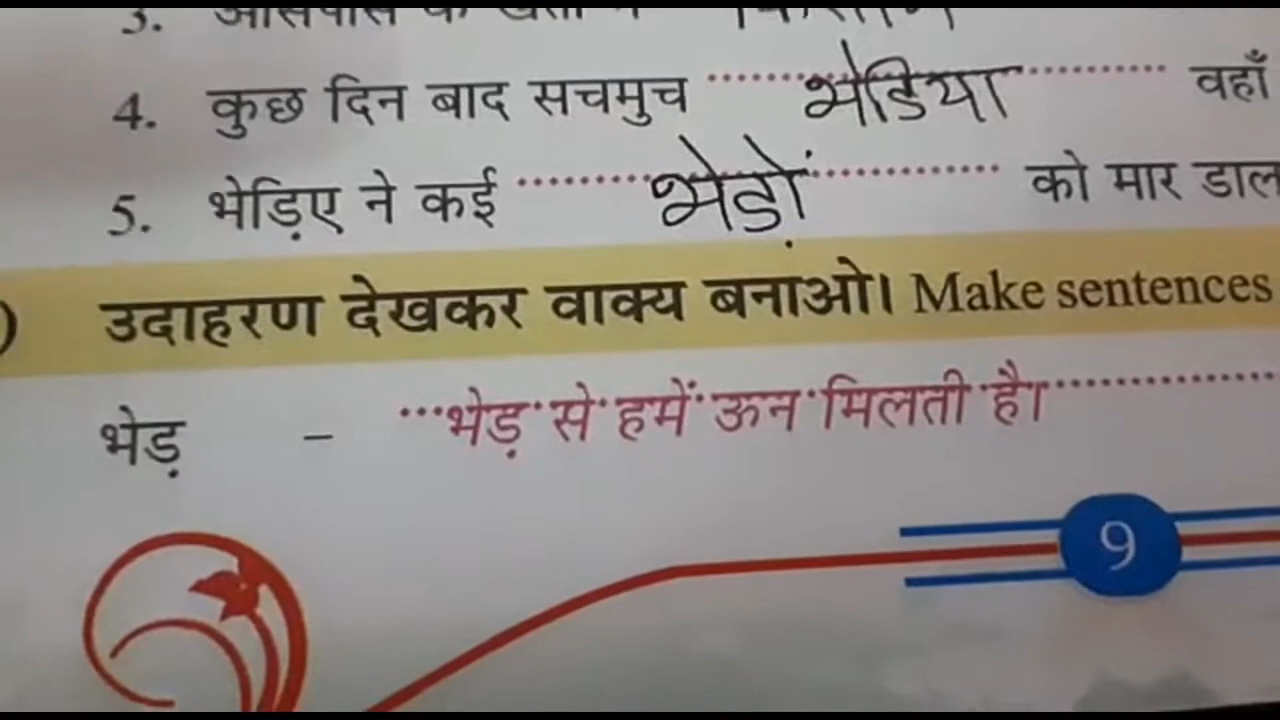 4. कुछ दिन बाद सचमुच भेडिया वहाँ
5. भेड़िए ने कई भेड़ों को मार डाल
) उदाहरण देखकर वाक्य बनाओ। Make sentences
भेड़ – भेड़ से हमें ऊन मिलती है।
9